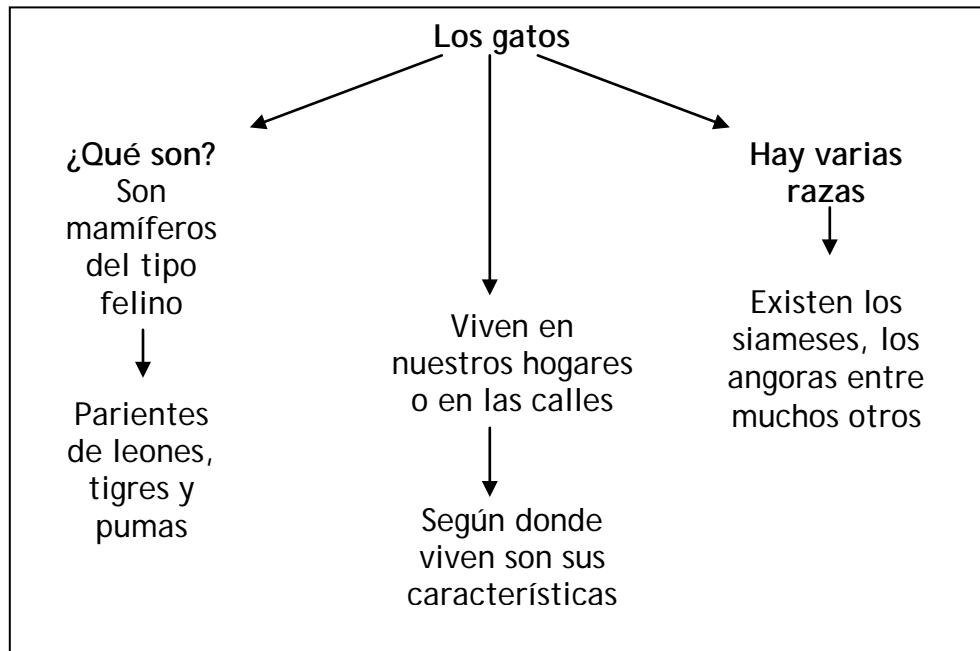 Los gatos
¿Qué son?
Son
mamíferos
del tipo
felino
Parientes
de leones,
tigres y
pumas
Viven en
nuestros hogares
o en las calles
Según donde
viven son sus
características
Hay varias
razas
Existen los
siameses, los
angoras entre
muchos otros